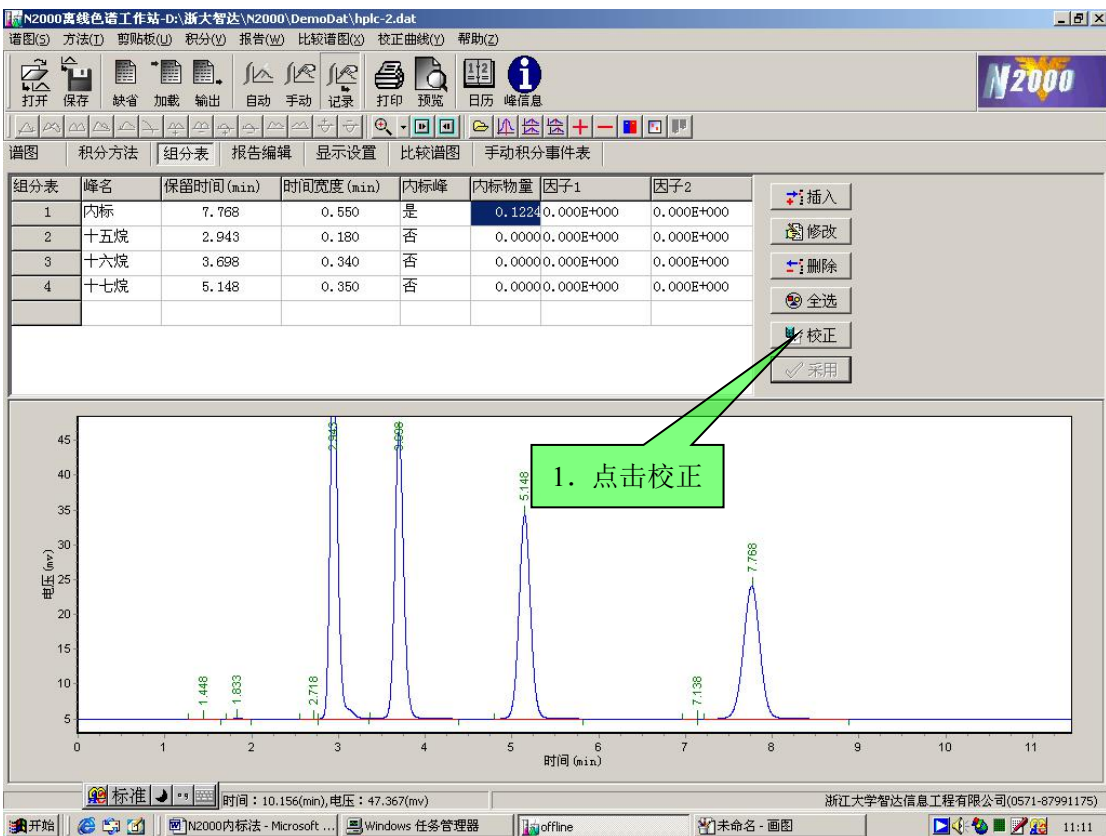 N2000离线色谱工作站-D:\浙大智达\N2000\DemoDat\hplc-2.dat
谱图(S) 方法(T) 剪贴板(U) 积分(V) 报告(W) 比较谱图(X) 校正曲线(Y) 帮助(Z)
打开 保存 缺省 加载 输出 自动 手动 记录 打印 预览 日历 峰信息
N2000
谱图 积分方法 组分表 报告编辑 显示设置 比较谱图 手动积分事件表
组分表 峰名 保留时间(min) 时间宽度(min) 内标峰 内标物量 因子1 因子2
1 内标 7.768 0.550 是 0.1224 0.000E+000 0.000E+000
2 十五烷 2.943 0.180 否 0.0000 0.000E+000 0.000E+000
3 十六烷 3.698 0.340 否 0.0000 0.000E+000 0.000E+000
4 十七烷 5.148 0.350 否 0.0000 0.000E+000 0.000E+000
插入
修改
删除
全选
校正
采用
1. 点击校正
电压(mv)
45
40
35
30
25
20
15
10
5
1.448
1.833
2.718
2.943
3.698
5.148
7.138
7.768
0 1 2 3 4 5 6 7 8 9 10 11
时间(min)
标准
时间：10.156(min),电压：47.367(mv)
浙江大学智达信息工程有限公司(0571-87991175)
开始 N2000内标法 - Microsoft ... Windows 任务管理器 offline 未命名 - 画图 11:11